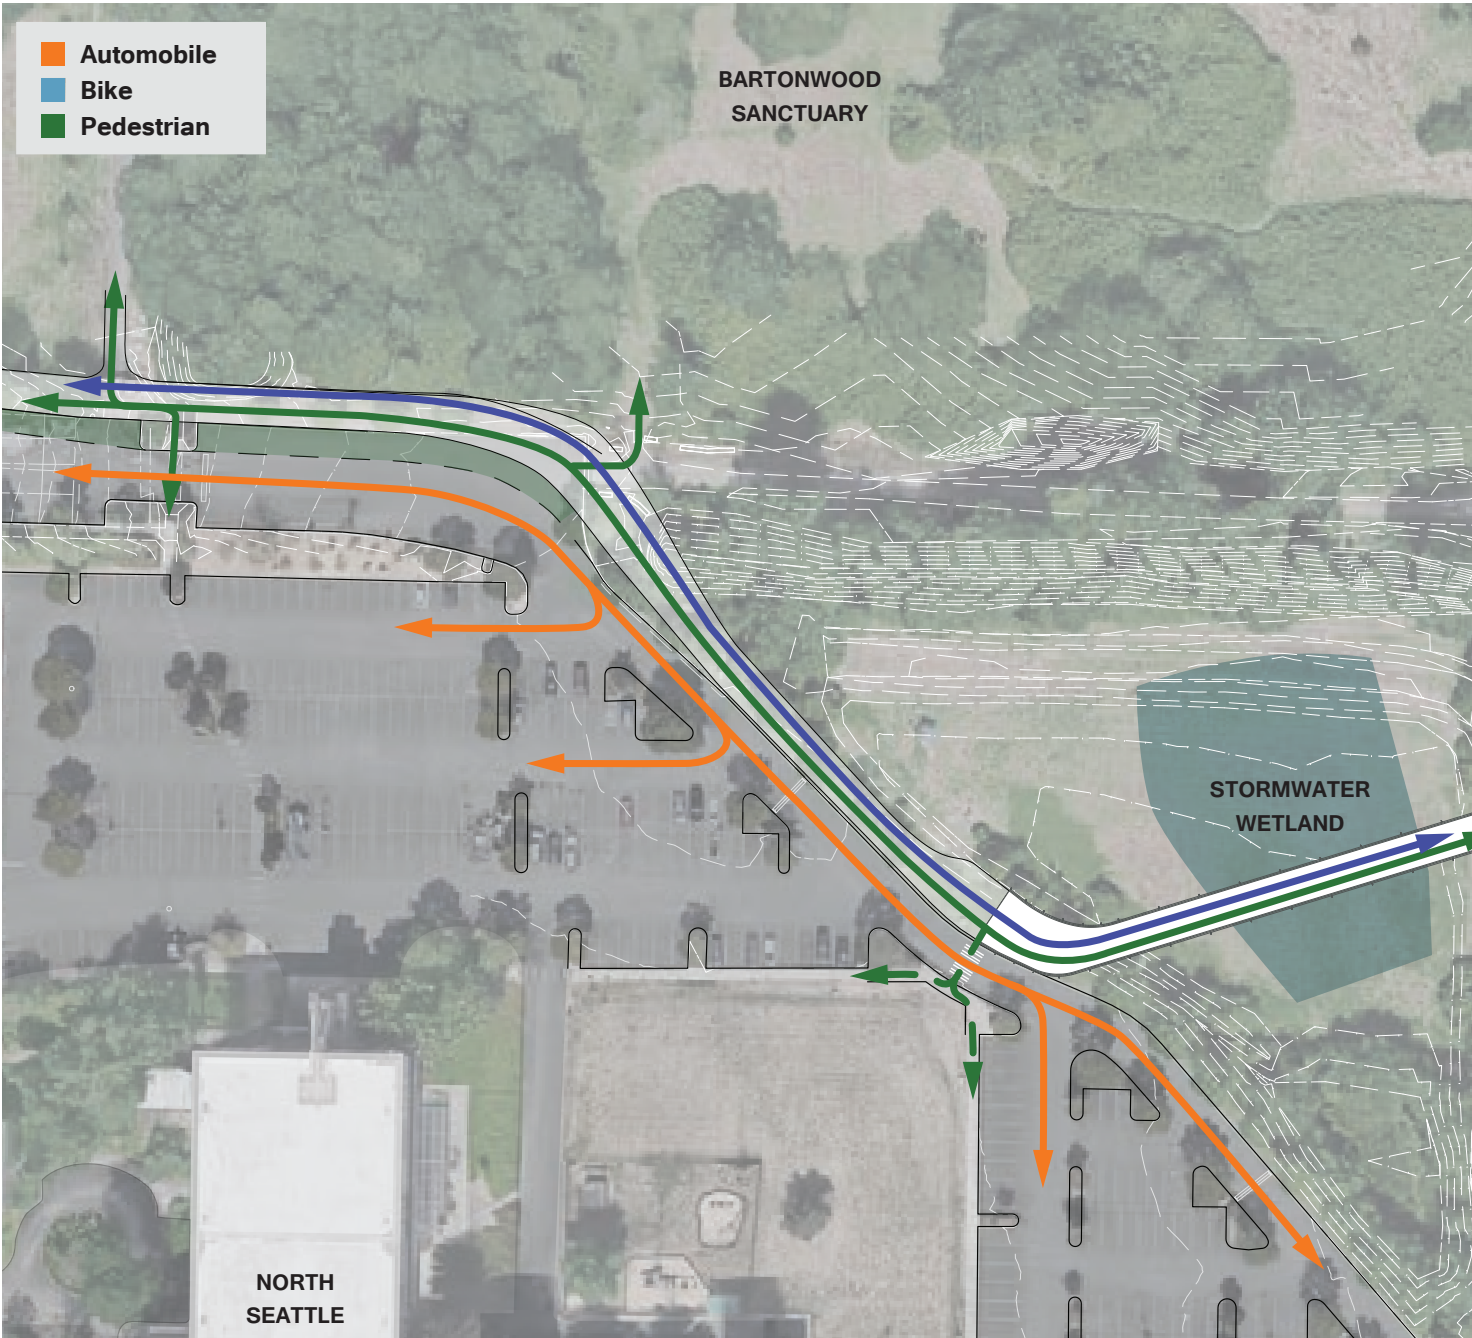 Automobile
Bike
Pedestrian
BARTONWOOD
SANCTUARY
STORMWATER
WETLAND
NORTH
SEATTLE